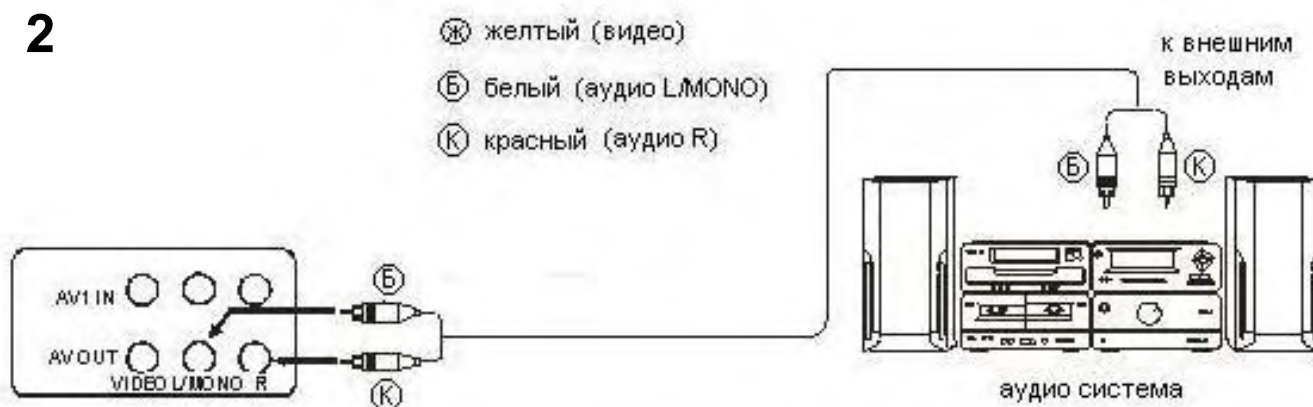 2
Ж желтый (видео)
Б белый (аудио L/MONO)
К красный (аудио R)
к внешним
выходам
Б
К
Б
AV1 IN
AV OUT
VIDEO L/MONO R
К
аудио система